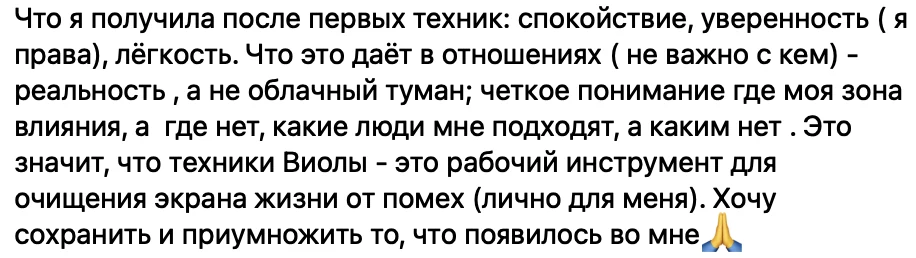 Что я получила после первых техник: спокойствие, уверенность ( я
права), лёгкость. Что это даёт в отношениях ( не важно с кем) -
реальность , а не облачный туман; четкое понимание где моя зона
влияния, а  где нет, какие люди мне подходят, а каким нет . Это
значит, что техники Виолы - это рабочий инструмент для
очищения экрана жизни от помех (лично для меня). Хочу
сохранить и приумножить то, что появилось во мне🙏